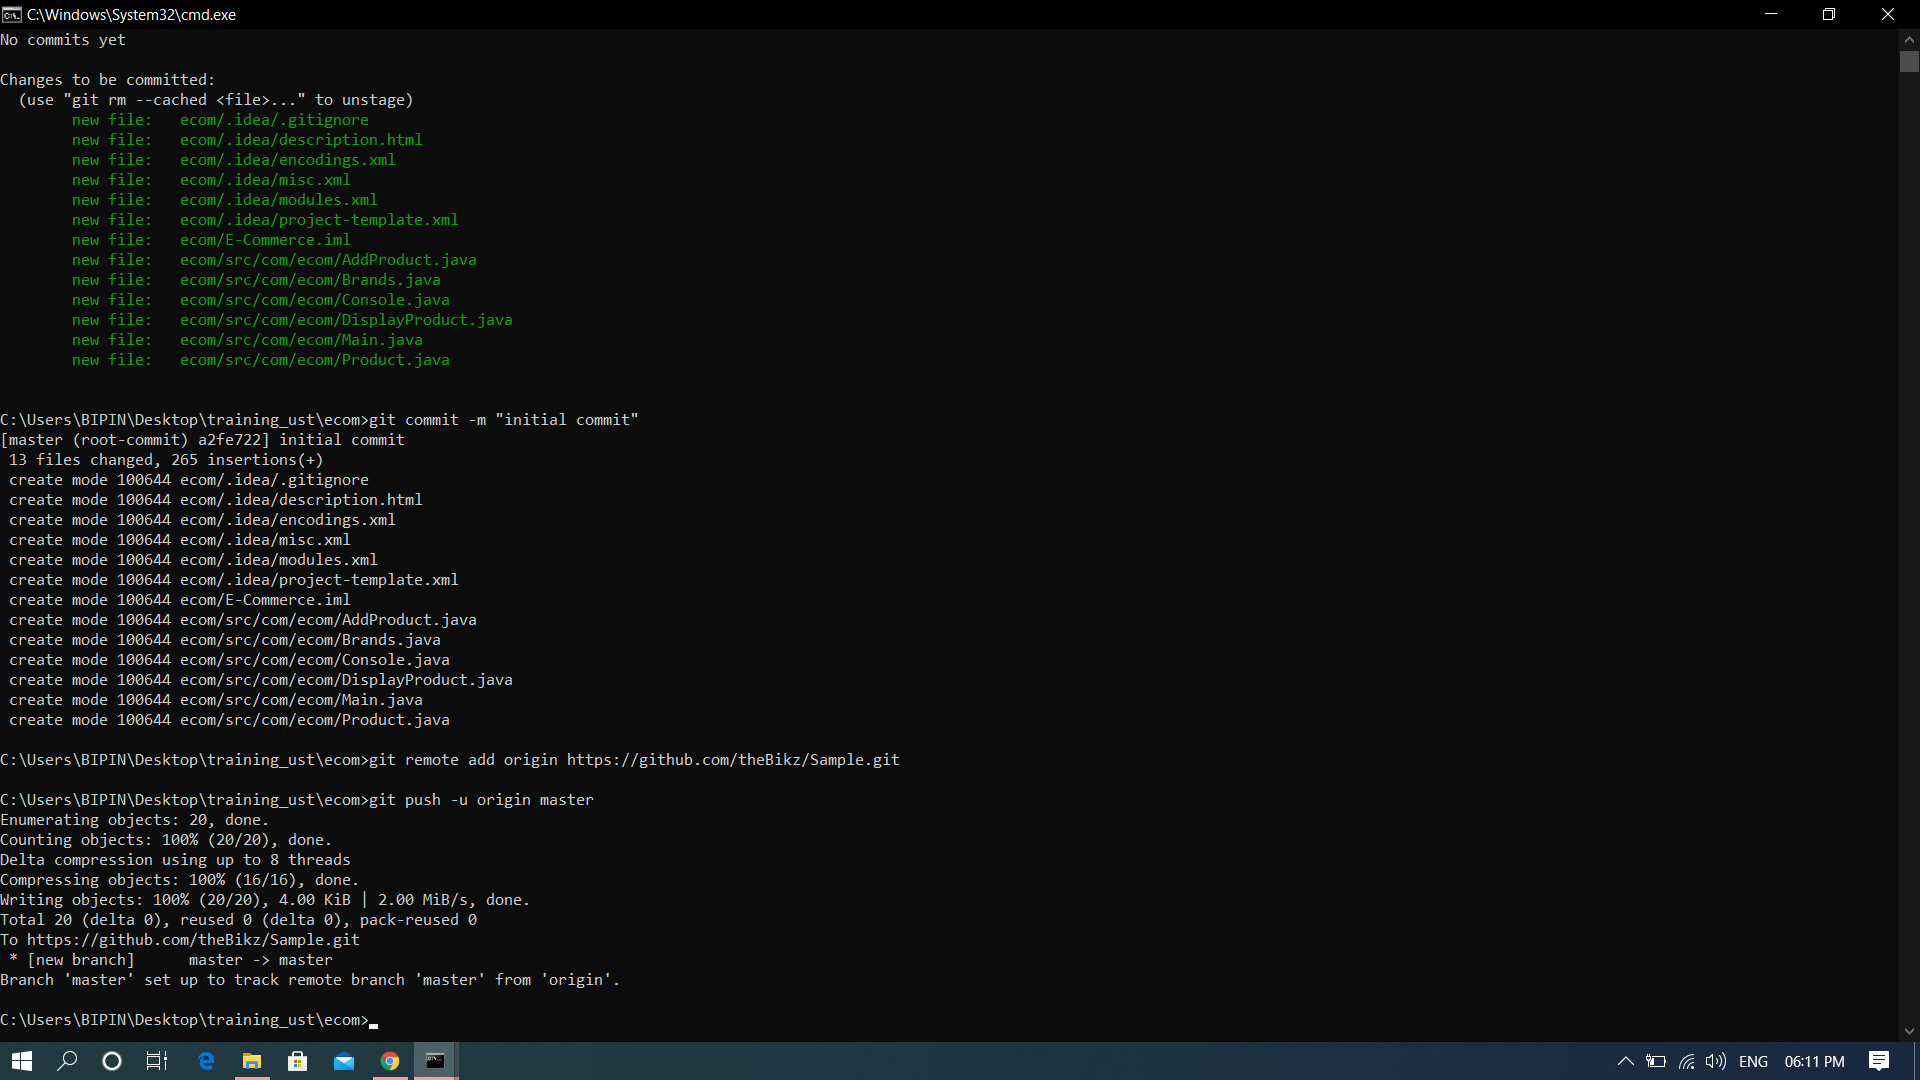 C:\Windows\System32\cmd.exe
No commits yet
Changes to be committed:
  (use "git rm --cached <file>..." to unstage)
        new file:   ecom/.idea/.gitignore
        new file:   ecom/.idea/description.html
        new file:   ecom/.idea/encodings.xml
        new file:   ecom/.idea/misc.xml
        new file:   ecom/.idea/modules.xml
        new file:   ecom/.idea/project-template.xml
        new file:   ecom/E-Commerce.iml
        new file:   ecom/src/com/ecom/AddProduct.java
        new file:   ecom/src/com/ecom/Brands.java
        new file:   ecom/src/com/ecom/Console.java
        new file:   ecom/src/com/ecom/DisplayProduct.java
        new file:   ecom/src/com/ecom/Main.java
        new file:   ecom/src/com/ecom/Product.java
C:\Users\BIPIN\Desktop\training_ust\ecom>git commit -m "initial commit"
[master (root-commit) a2fe722] initial commit
 13 files changed, 265 insertions(+)
 create mode 100644 ecom/.idea/.gitignore
 create mode 100644 ecom/.idea/description.html
 create mode 100644 ecom/.idea/encodings.xml
 create mode 100644 ecom/.idea/misc.xml
 create mode 100644 ecom/.idea/modules.xml
 create mode 100644 ecom/.idea/project-template.xml
 create mode 100644 ecom/E-Commerce.iml
 create mode 100644 ecom/src/com/ecom/AddProduct.java
 create mode 100644 ecom/src/com/ecom/Brands.java
 create mode 100644 ecom/src/com/ecom/Console.java
 create mode 100644 ecom/src/com/ecom/DisplayProduct.java
 create mode 100644 ecom/src/com/ecom/Main.java
 create mode 100644 ecom/src/com/ecom/Product.java
C:\Users\BIPIN\Desktop\training_ust\ecom>git remote add origin https://github.com/theBikz/Sample.git
C:\Users\BIPIN\Desktop\training_ust\ecom>git push -u origin master
Enumerating objects: 20, done.
Counting objects: 100% (20/20), done.
Delta compression using up to 8 threads
Compressing objects: 100% (16/16), done.
Writing objects: 100% (20/20), 4.00 KiB | 2.00 MiB/s, done.
Total 20 (delta 0), reused 0 (delta 0), pack-reused 0
To https://github.com/theBikz/Sample.git
 * [new branch]      master -> master
Branch 'master' set up to track remote branch 'master' from 'origin'.
C:\Users\BIPIN\Desktop\training_ust\ecom>
ENG 06:11 PM